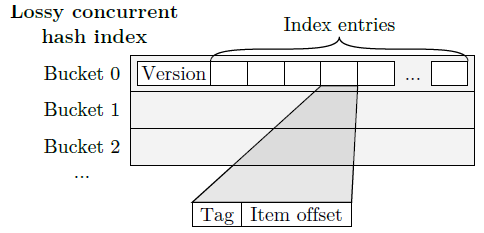 Lossy concurrent
hash index
Index entries
Bucket 0
Version
...
Bucket 1
Bucket 2
...
Tag
Item offset